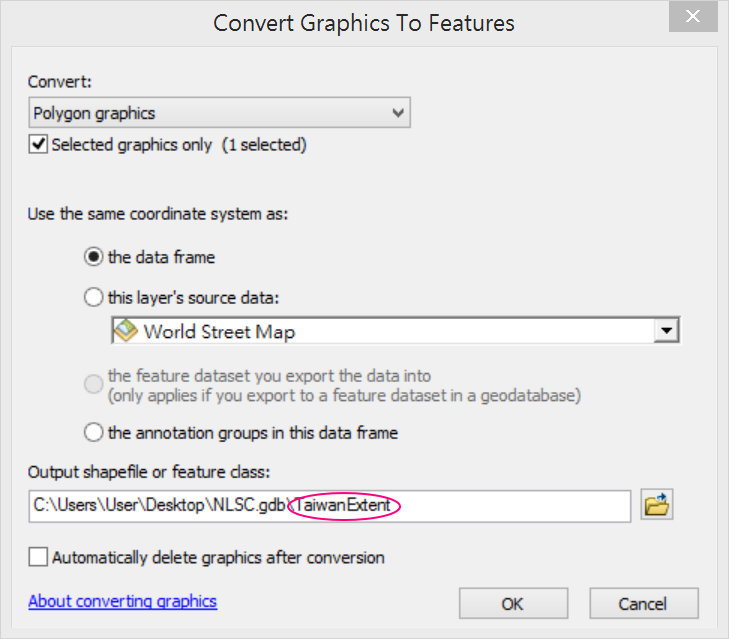 Convert Graphics To Features
Convert:
Polygon graphics
Selected graphics only (1 selected)
Use the same coordinate system as:
the data frame
this layer's source data:
World Street Map
the feature dataset you export the data into
(only applies if you export to a feature dataset in a geodatabase)
the annotation groups in this data frame
Output shapefile or feature class:
C:\Users\User\Desktop\NLSC.gdb\TaiwanExtent
Automatically delete graphics after conversion
About converting graphics
OK
Cancel